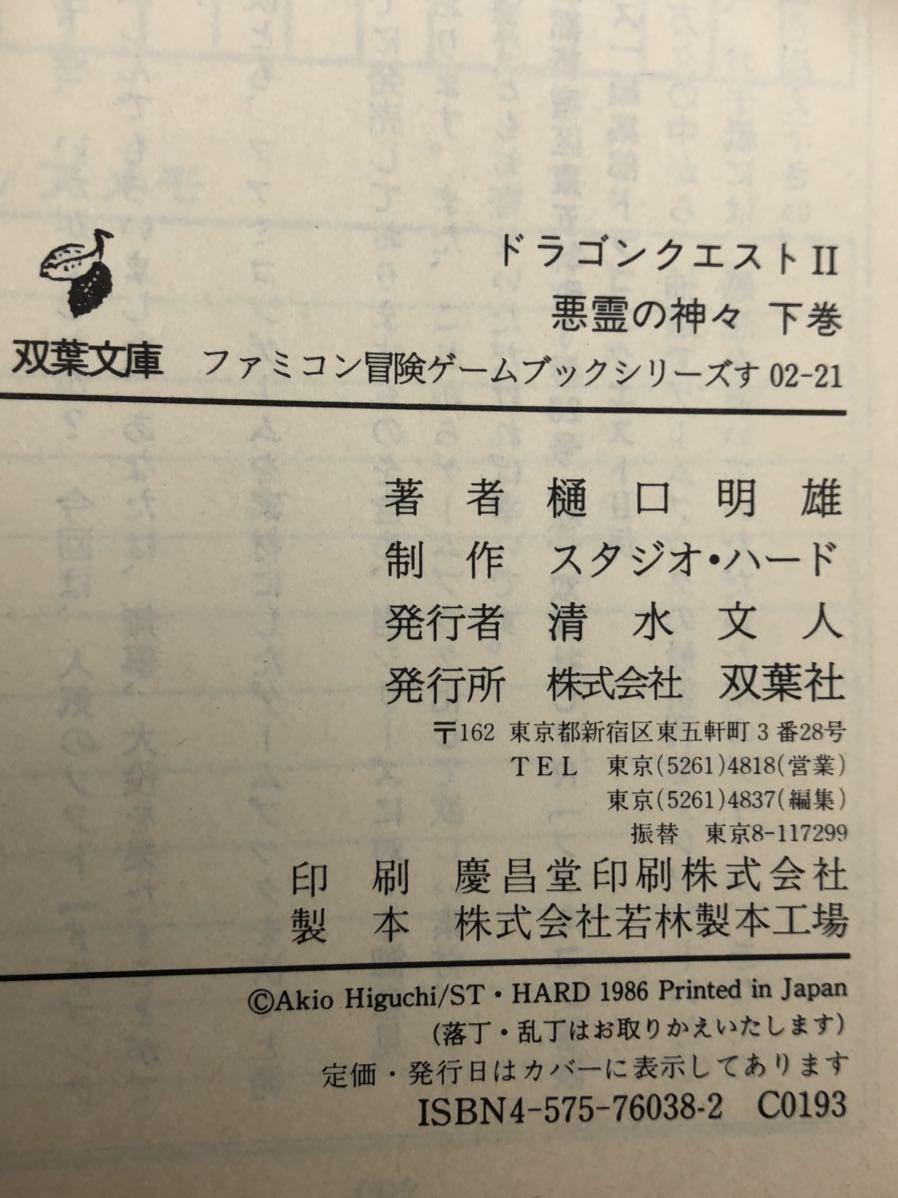 ドラゴンクエストII
悪霊の神々 下巻
双葉文庫 ファミコン冒険ゲームブックシリーズす 02-21
著者 樋口明雄
制作 スタジオ・ハード
発行者 清水文人
発行所 株式会社 双葉社
〒162 東京都新宿区東五軒町3番28号
TEL 東京(5261)4818(営業)
東京(5261)4837(編集)
振替 東京8-117299
印刷 慶昌堂印刷株式会社
製本 株式会社若林製本工場
©Akio Higuchi/ST・HARD 1986 Printed in Japan
(落丁・乱丁はお取りかえいたします)
定価・発行日はカバーに表示してあります
ISBN4-575-76038-2 C0193